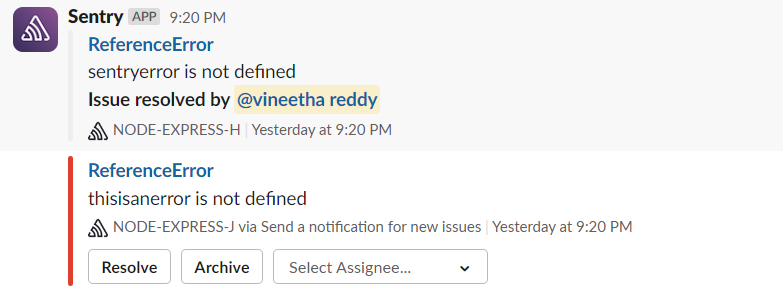 Sentry APP 9:20 PM
ReferenceError
sentryerror is not defined
Issue resolved by @vineetha reddy
NODE-EXPRESS-H | Yesterday at 9:20 PM
ReferenceError
thisisanerror is not defined
NODE-EXPRESS-J via Send a notification for new issues | Yesterday at 9:20 PM
Resolve Archive Select Assignee...